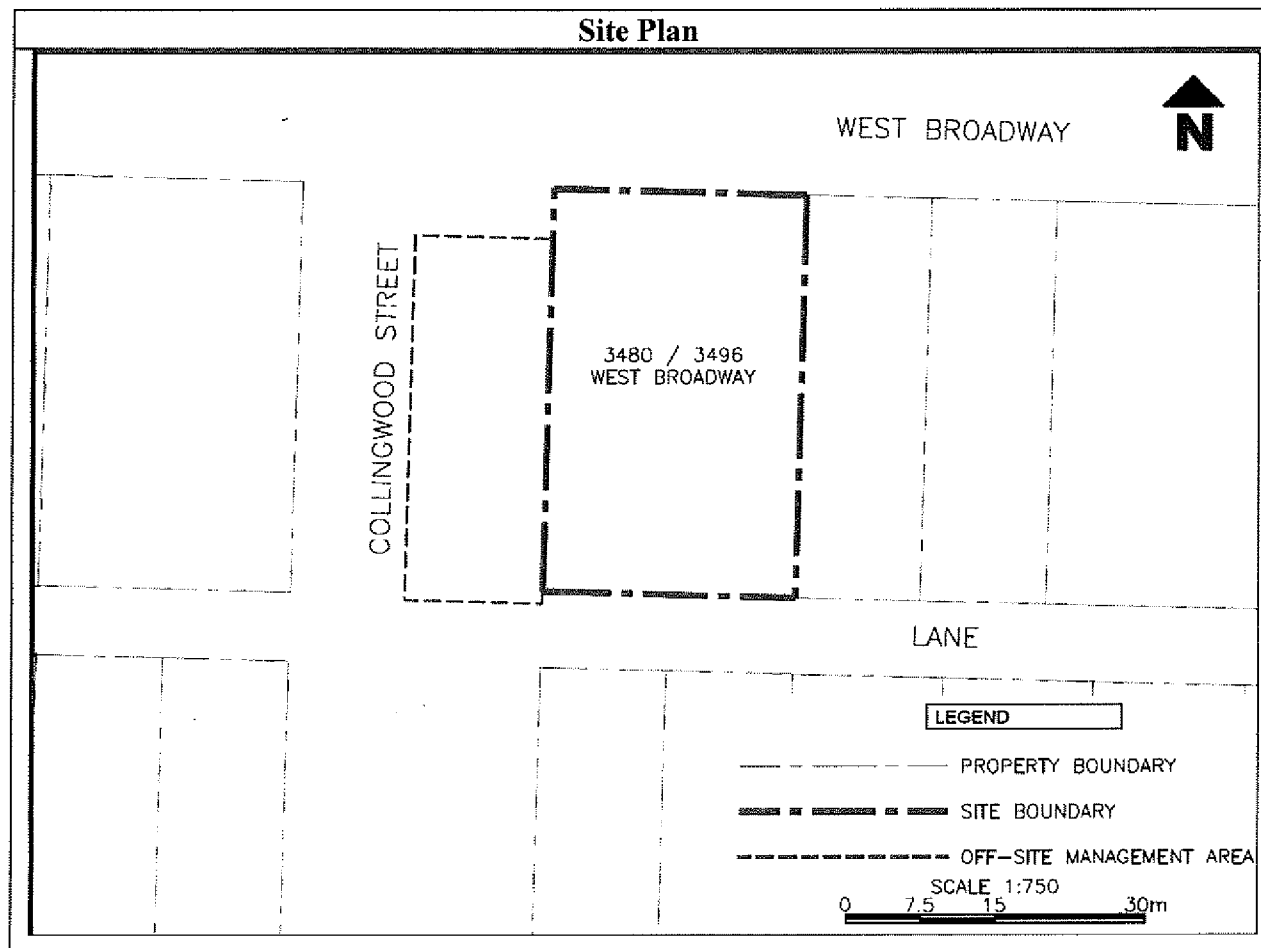 Site Plan
WEST BROADWAY
N
COLLINGWOOD STREET
3480 / 3496
WEST BROADWAY
LANE
LEGEND
PROPERTY BOUNDARY
SITE BOUNDARY
OFF-SITE MANAGEMENT AREA
SCALE 1:750
0 7.5 15 30m